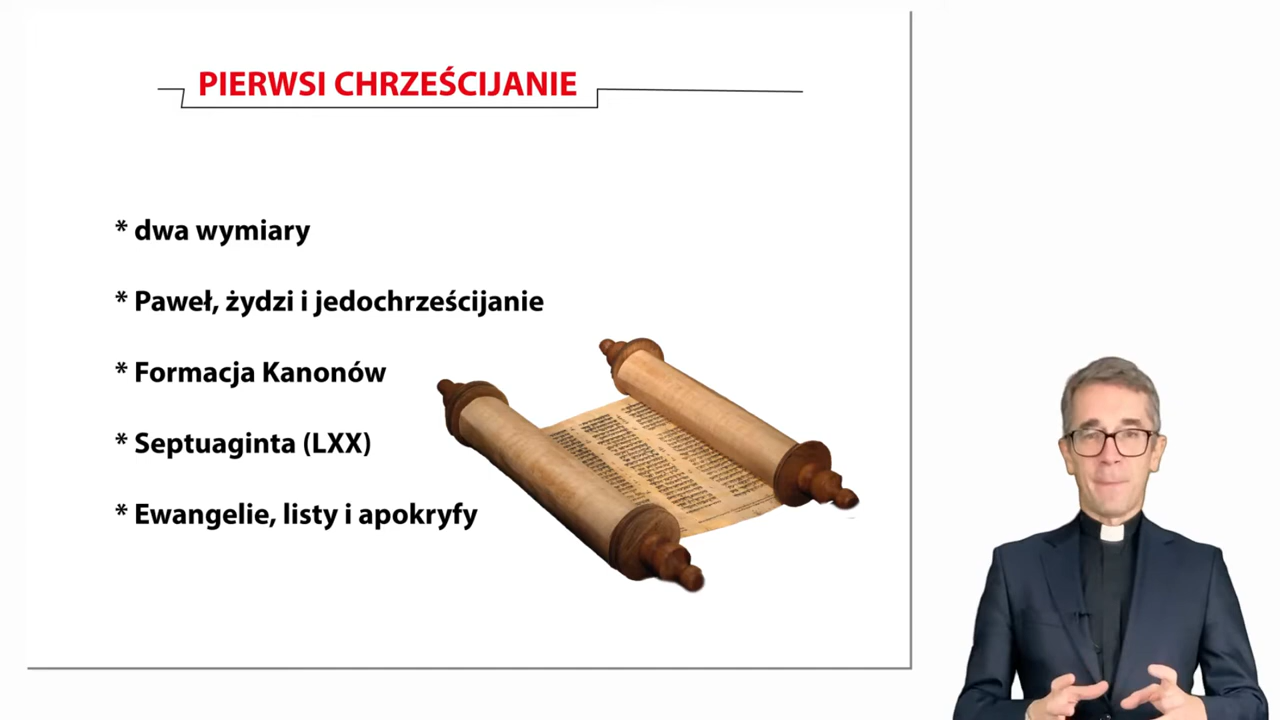 PIERWSI CHRZEŚCIJANIE
* dwa wymiary
* Paweł, żydzi i jedochrześcijanie
* Formacja Kanonów
* Septuaginta (LXX)
* Ewangelie, listy i apokryfy